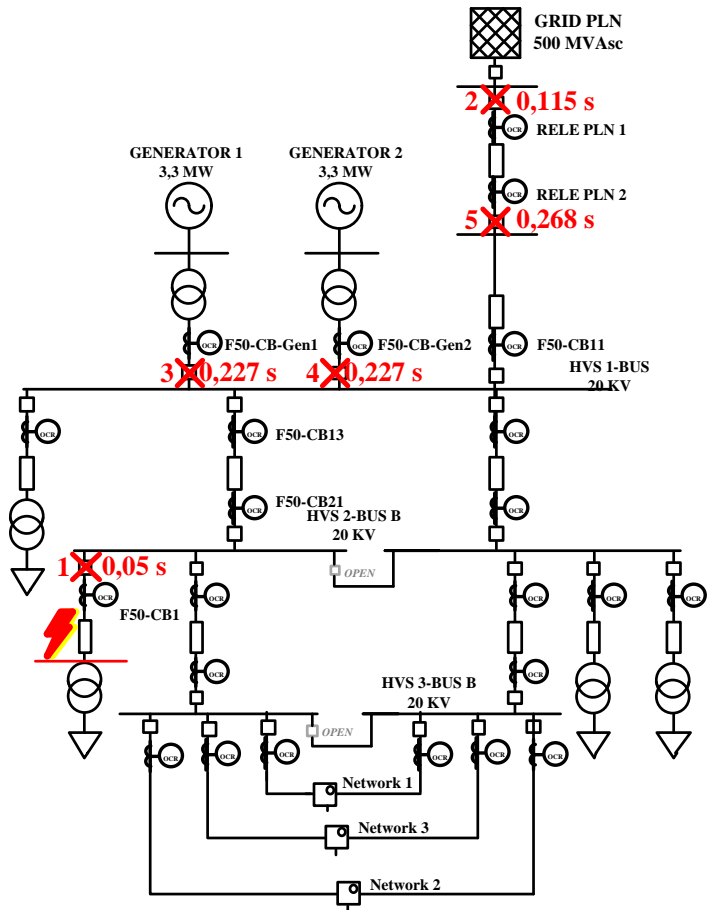 GRID PLN
500 MVAsc
2 0,115 s
OCR
RELE PLN 1
GENERATOR 1
3,3 MW
GENERATOR 2
3,3 MW
OCR
RELE PLN 2
5 0,268 s
OCR
F50-CB-Gen1
OCR
F50-CB-Gen2
OCR
F50-CB11
3 0,227 s
4 0,227 s
HVS 1-BUS
20 KV
OCR
OCR
F50-CB13
OCR
OCR
F50-CB21
OCR
HVS 2-BUS B
20 KV
1 0,05 s
OPEN
OCR
F50-CB1
OCR
OCR
OCR
OCR
OCR
OCR
HVS 3-BUS B
20 KV
OPEN
OCR
OCR
OCR
OCR
OCR
OCR
Network 1
Network 3
Network 2